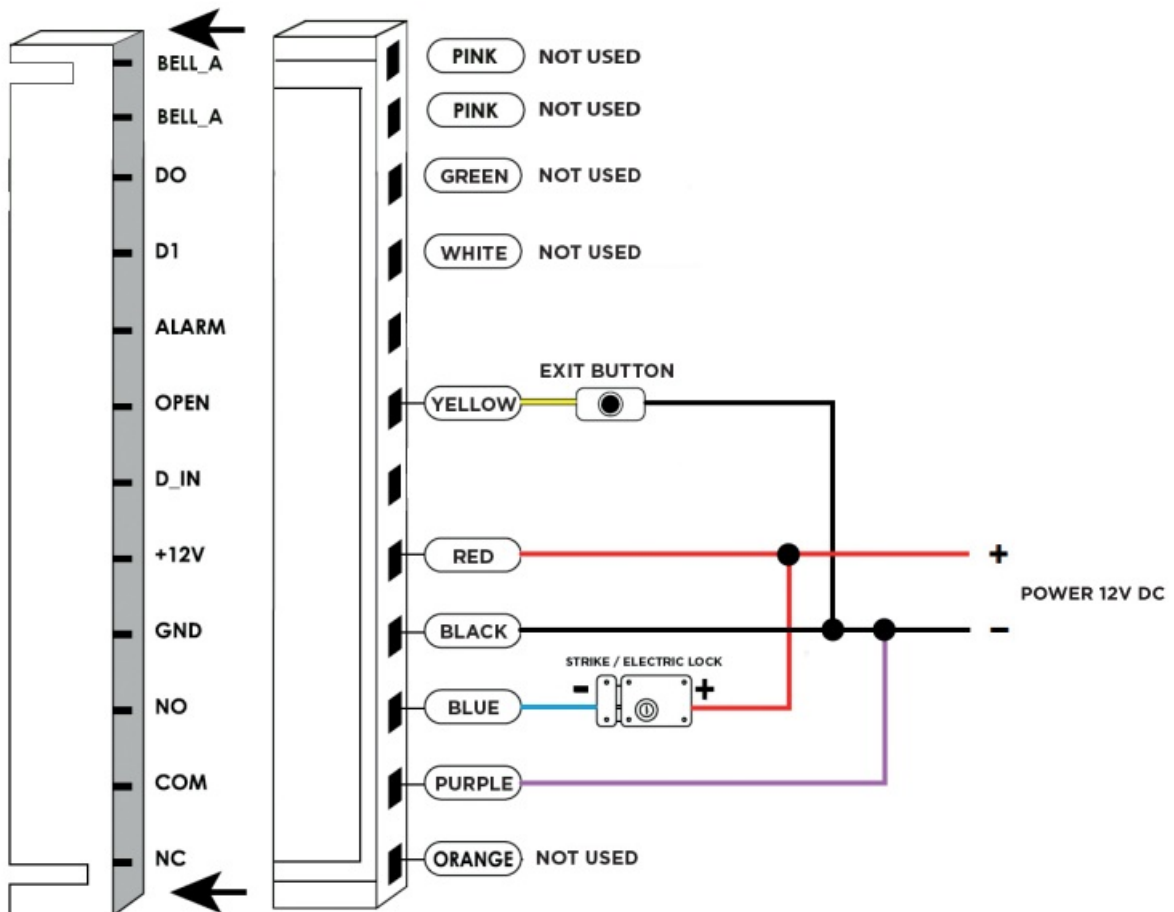 BELL_A
PINK NOT USED
BELL_A
PINK NOT USED
DO
GREEN NOT USED
D1
WHITE NOT USED
ALARM
EXIT BUTTON
OPEN
YELLOW
D_IN
+12V
RED
+
POWER 12V DC
GND
BLACK
-
STRIKE / ELECTRIC LOCK
- +
NO
BLUE
COM
PURPLE
NC
ORANGE NOT USED